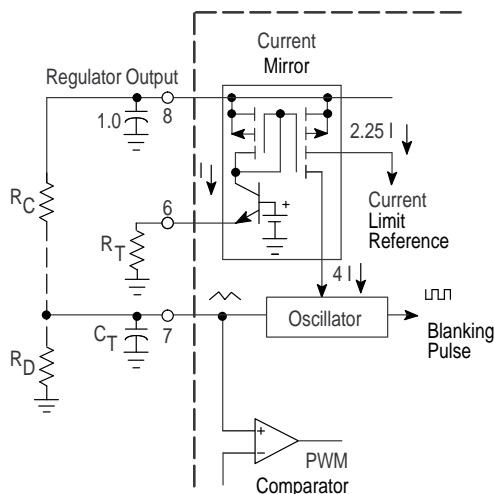 Current
Mirror
Regulator Output
1.0
8
2.25 I
I
R_C
6
R_T
+
Current
Limit
Reference
4 I
C_T
7
Oscillator
Blanking
Pulse
R_D
+
−
PWM
Comparator